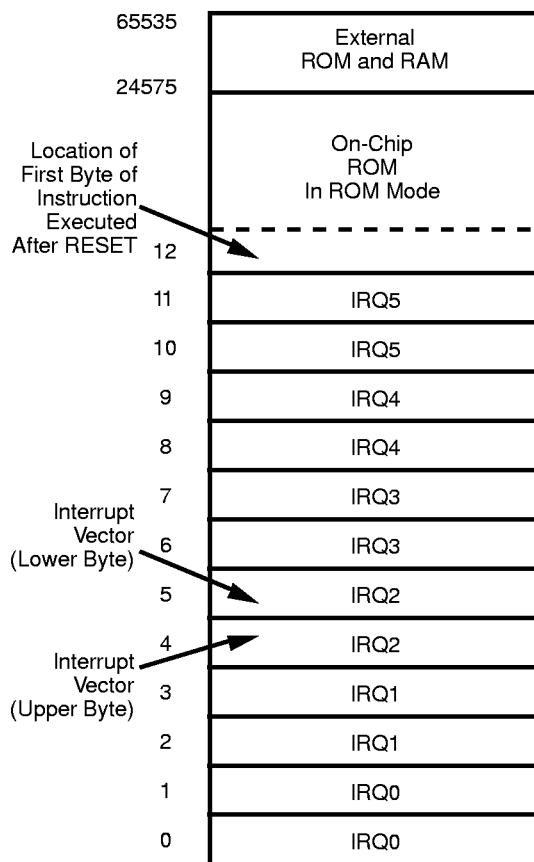 65535
External
ROM and RAM
24575
On-Chip
ROM
In ROM Mode
Location of
First Byte of
Instruction
Executed
After RESET
12
11 IRQ5
10 IRQ5
9 IRQ4
8 IRQ4
7 IRQ3
Interrupt
Vector
(Lower Byte)
6 IRQ3
5 IRQ2
4 IRQ2
Interrupt
Vector
(Upper Byte)
3 IRQ1
2 IRQ1
1 IRQ0
0 IRQ0